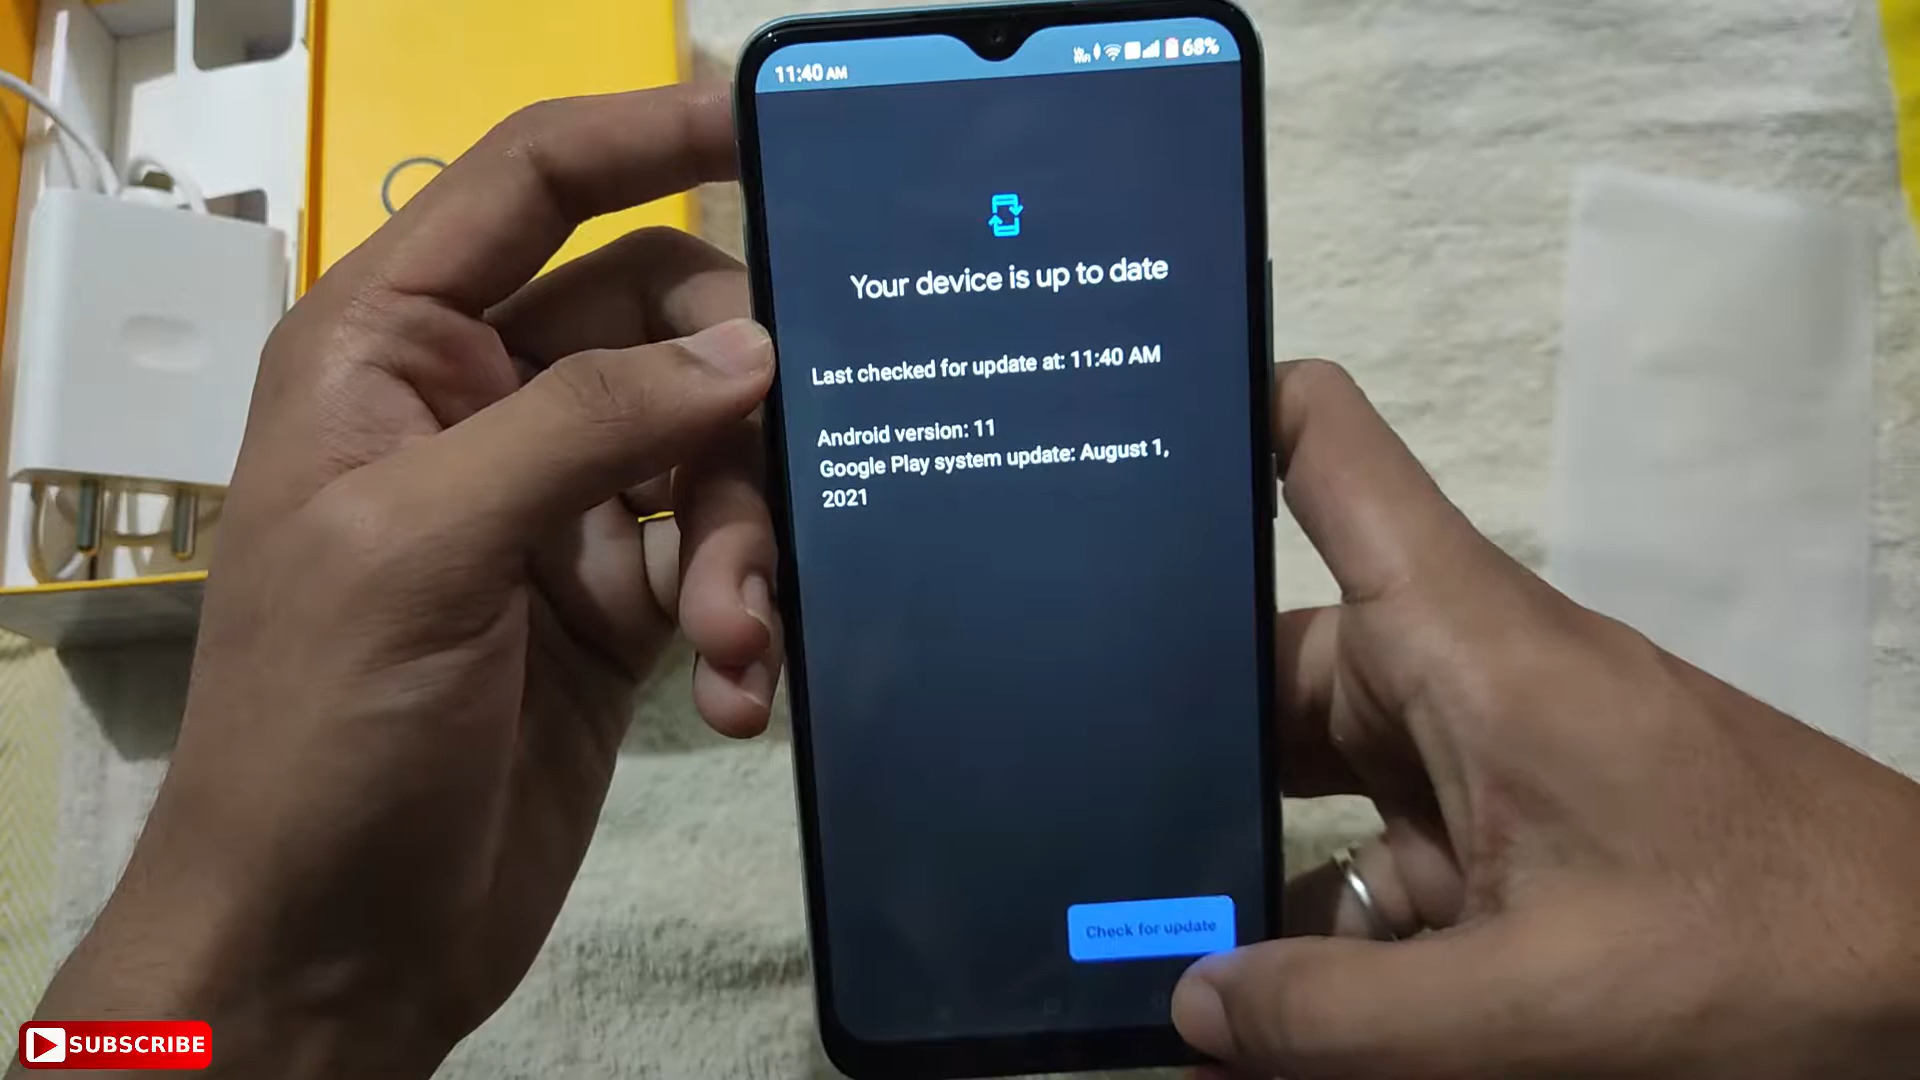 11:40 AM
68%
Your device is up to date
Last checked for update at: 11:40 AM
Android version: 11
Google Play system update: August 1,
2021
Check for update
SUBSCRIBE